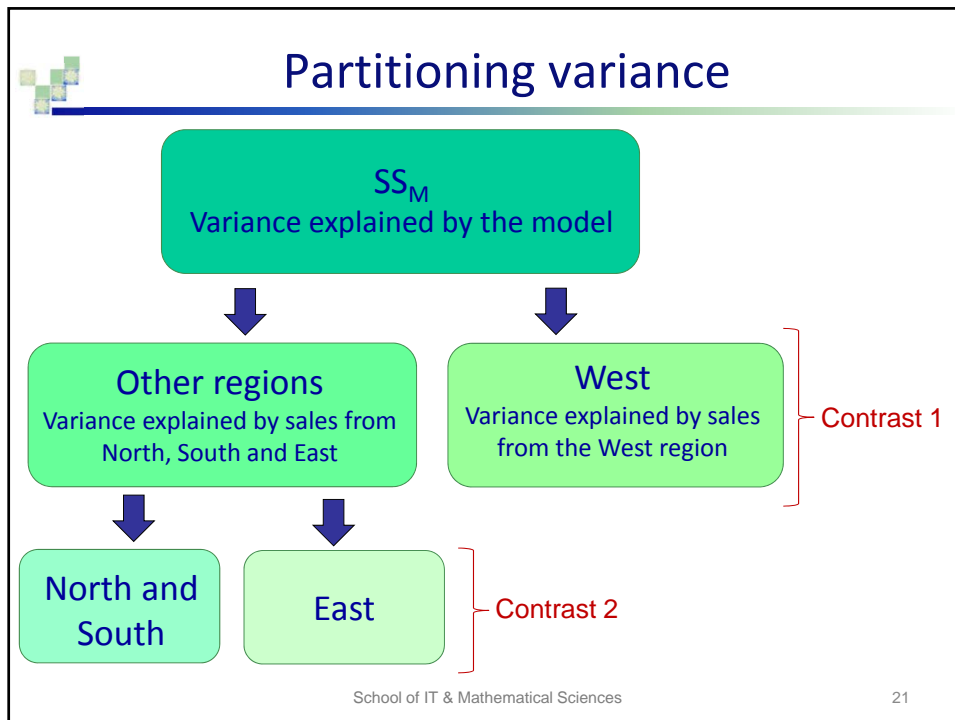 Partitioning variance
SS_M
Variance explained by the model
Other regions
Variance explained by sales from
North, South and East
West
Variance explained by sales
from the West region
Contrast 1
North and
South
East
Contrast 2
School of IT & Mathematical Sciences
21